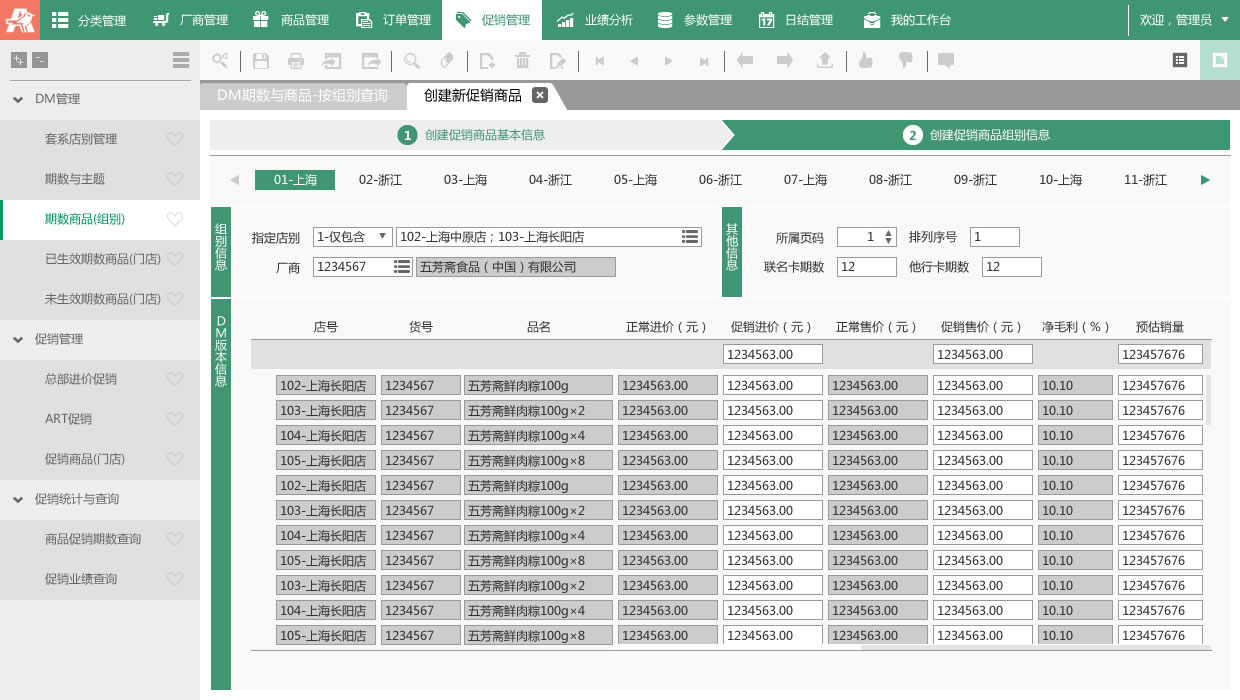 分类管理 厂商管理 商品管理 订单管理 促销管理 业绩分析 参数管理 日结管理 我的工作台 欢迎，管理员
DM管理
套系店别管理
期数与主题
期数商品(组别)
已生效期数商品(门店)
未生效期数商品(门店)
促销管理
总部进价促销
ART促销
促销商品(门店)
促销统计与查询
商品促销期数查询
促销业绩查询
DM期数与商品-按组别查询 创建新促销商品
1 创建促销商品基本信息 2 创建促销商品组别信息
01-上海 02-浙江 03-上海 04-浙江 05-上海 06-浙江 07-上海 08-浙江 09-浙江 10-上海 11-浙江
组别信息
指定店别 1-仅包含 102-上海中原店；103-上海长阳店
厂商 1234567 五芳斋食品（中国）有限公司
其他信息
所属页码 1 排列序号 1
联名卡期数 12 他行卡期数 12
DM版本信息
店号 货号 品名 正常进价（元） 促销进价（元） 正常售价（元） 促销售价（元） 净毛利（%） 预估销量
1234563.00 1234563.00 123457676
102-上海长阳店 1234567 五芳斋鲜肉粽100g 1234563.00 1234563.00 1234563.00 1234563.00 10.10 123457676
103-上海长阳店 1234567 五芳斋鲜肉粽100g×2 1234563.00 1234563.00 1234563.00 1234563.00 10.10 123457676
104-上海长阳店 1234567 五芳斋鲜肉粽100g×4 1234563.00 1234563.00 1234563.00 1234563.00 10.10 123457676
105-上海长阳店 1234567 五芳斋鲜肉粽100g×8 1234563.00 1234563.00 1234563.00 1234563.00 10.10 123457676
102-上海长阳店 1234567 五芳斋鲜肉粽100g 1234563.00 1234563.00 1234563.00 1234563.00 10.10 123457676
103-上海长阳店 1234567 五芳斋鲜肉粽100g×2 1234563.00 1234563.00 1234563.00 1234563.00 10.10 123457676
104-上海长阳店 1234567 五芳斋鲜肉粽100g×4 1234563.00 1234563.00 1234563.00 1234563.00 10.10 123457676
105-上海长阳店 1234567 五芳斋鲜肉粽100g×8 1234563.00 1234563.00 1234563.00 1234563.00 10.10 123457676
103-上海长阳店 1234567 五芳斋鲜肉粽100g×2 1234563.00 1234563.00 1234563.00 1234563.00 10.10 123457676
104-上海长阳店 1234567 五芳斋鲜肉粽100g×4 1234563.00 1234563.00 1234563.00 1234563.00 10.10 123457676
105-上海长阳店 1234567 五芳斋鲜肉粽100g×8 1234563.00 1234563.00 1234563.00 1234563.00 10.10 123457676